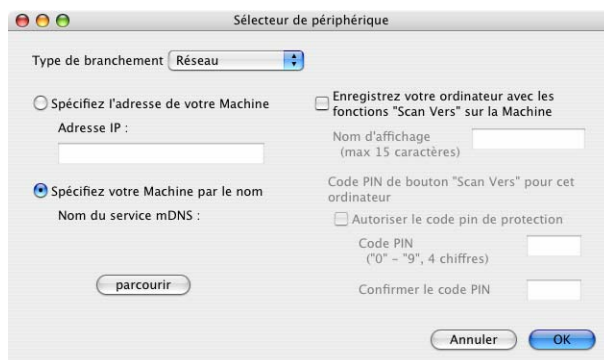 Sélecteur de périphérique
Type de branchement Réseau
Spécifiez l'adresse de votre Machine
Adresse IP :
Spécifiez votre Machine par le nom
Nom du service mDNS :
parcourir
Enregistrez votre ordinateur avec les
fonctions "Scan Vers" sur la Machine
Nom d'affichage
(max 15 caractères)
Code PIN de bouton "Scan Vers" pour cet
ordinateur
Autoriser le code pin de protection
Code PIN
("0" – "9", 4 chiffres)
Confirmer le code PIN
Annuler OK